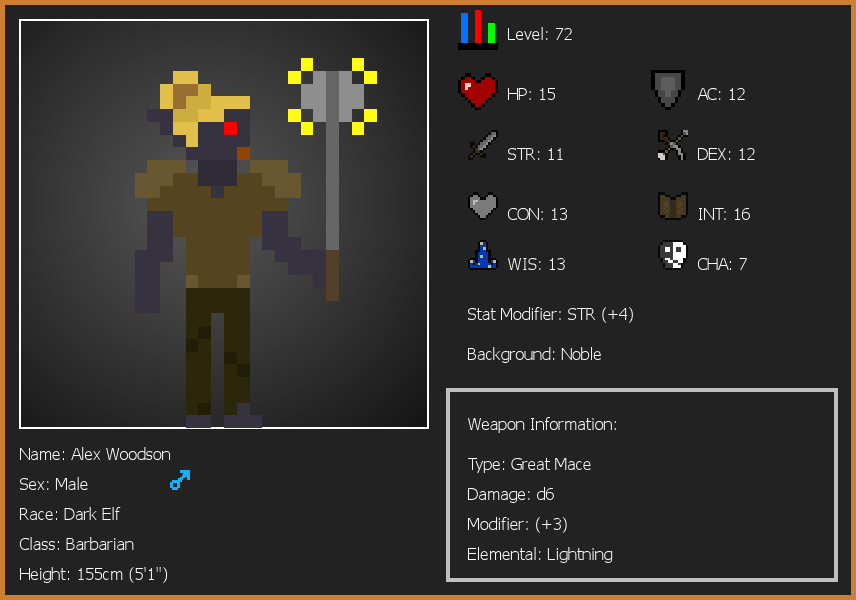 Level: 72
HP: 15
AC: 12
STR: 11
DEX: 12
CON: 13
INT: 16
WIS: 13
CHA: 7
Stat Modifier: STR (+4)
Background: Noble
Weapon Information:
Type: Great Mace
Damage: d6
Modifier: (+3)
Elemental: Lightning
Name: Alex Woodson
Sex: Male
Race: Dark Elf
Class: Barbarian
Height: 155cm (5'1")